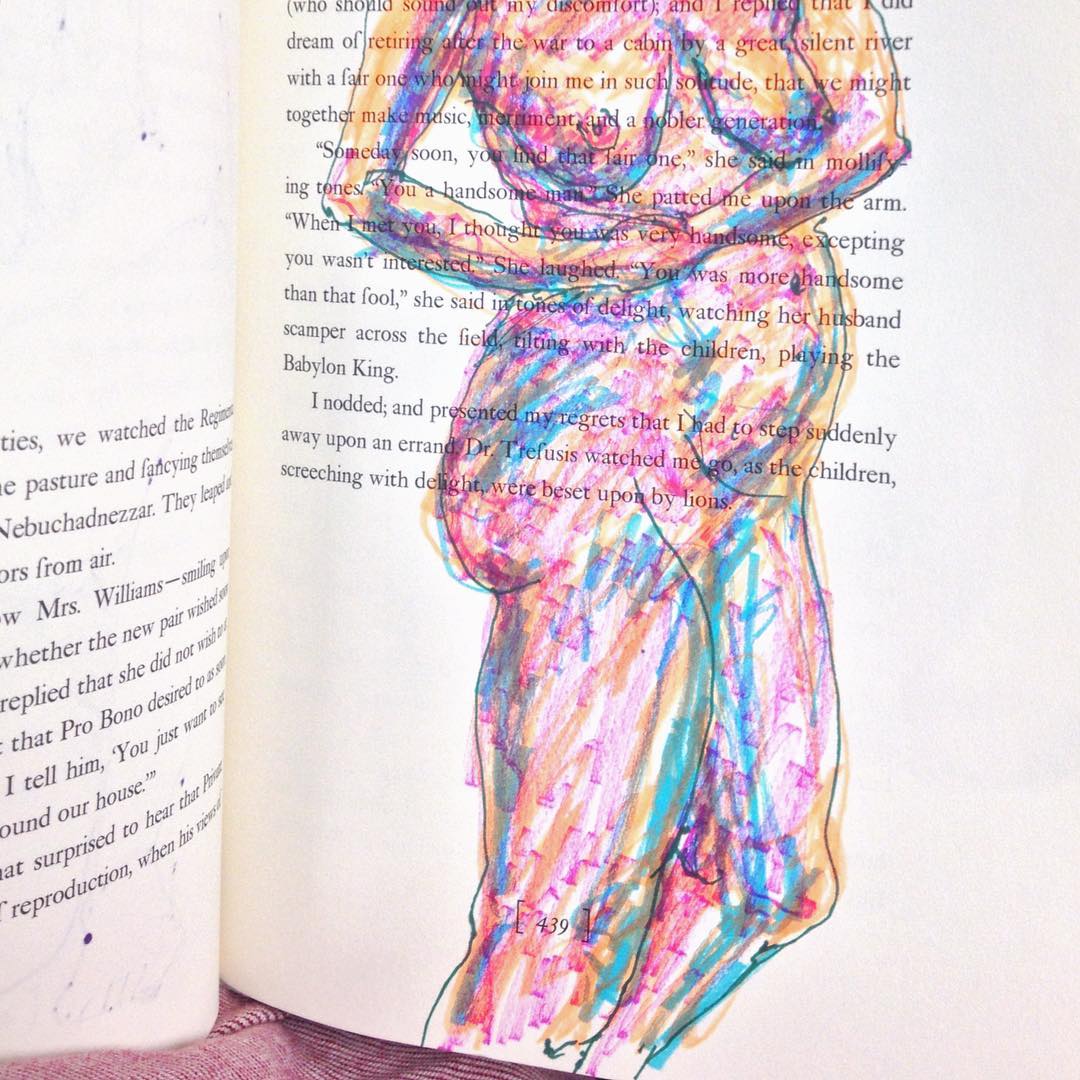 ties, we watched the Regim
e pasture and fancying themse
Nebuchadnezzar. They leaped
ors from air.
w Mrs. Williams—smiling upon
whether the new pair wished soon
replied that she did not wish to
that Pro Bono desired to as soon
I tell him, ‘You just want to
ound our house.’”
at surprised to hear that Private
reproduction, when his views of
(who should sound out my discomfort); and I replied that I did
dream of retiring after the war to a cabin by a great, silent river
with a fair one who might join me in such solitude, that we might
together make music, merriment, and a nobler generation.
“Someday soon, you find that fair one,” she said in mollify-
ing tones. “You a handsome man.” She patted me upon the arm.
“When I met you, I thought you was very handsome, excepting
you wasn’t interested.” She laughed. “You was more handsome
than that fool,” she said in tones of delight, watching her husband
scamper across the field, tilting with the children, playing the
Babylon King.
I nodded; and presented my regrets that I had to step suddenly
away upon an errand. Dr. Trefusis watched me go, as the children,
screeching with delight, were beset upon by lions.
[ 439 ]